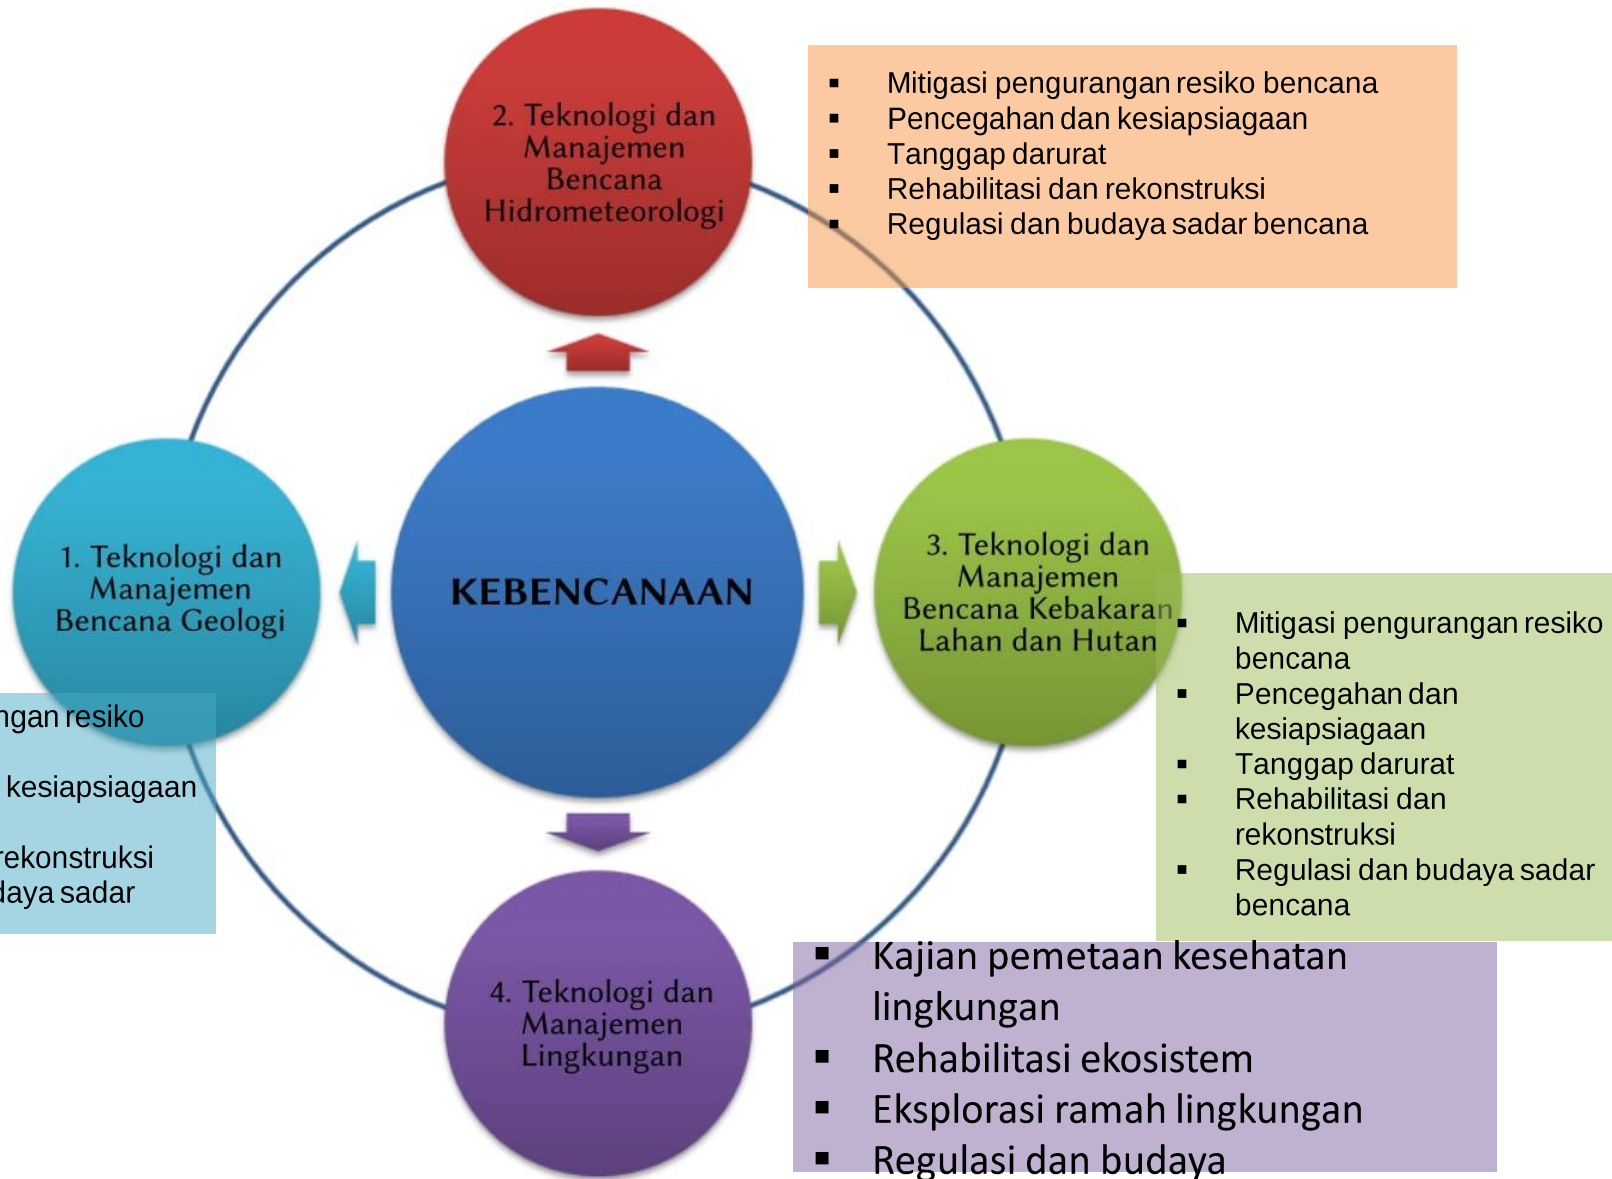 2. Teknologi dan
Manajemen
Bencana
Hidrometeorologi
▪ Mitigasi pengurangan resiko bencana
▪ Pencegahan dan kesiapsiagaan
▪ Tanggap darurat
▪ Rehabilitasi dan rekonstruksi
▪ Regulasi dan budaya sadar bencana
1. Teknologi dan
Manajemen
Bencana Geologi
KEBENCANAAN
3. Teknologi dan
Manajemen
Bencana Kebakaran
Lahan dan Hutan
▪ Mitigasi pengurangan resiko
bencana
▪ Pencegahan dan
kesiapsiagaan
▪ Tanggap darurat
▪ Rehabilitasi dan
rekonstruksi
▪ Regulasi dan budaya sadar
bencana
resiko
kesiapsiagaan
rekonstruksi
sadar
4. Teknologi dan
Manajemen
Lingkungan
▪ Kajian pemetaan kesehatan
lingkungan
▪ Rehabilitasi ekosistem
▪ Eksplorasi ramah lingkungan
▪ Regulasi dan budaya